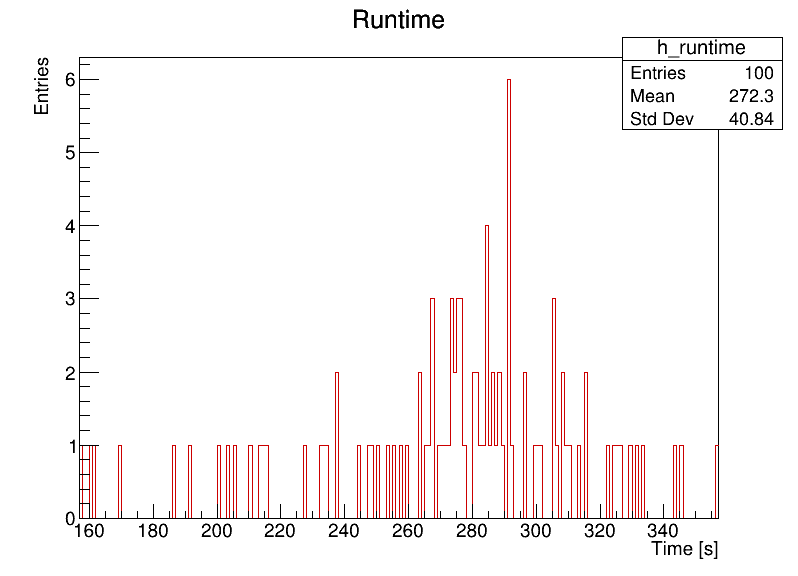 Runtime
h_runtime
Entries 100
Mean 272.3
Std Dev 40.84
Entries
6
5
4
3
2
1
0
160 180 200 220 240 260 280 300 320 340
Time [s]